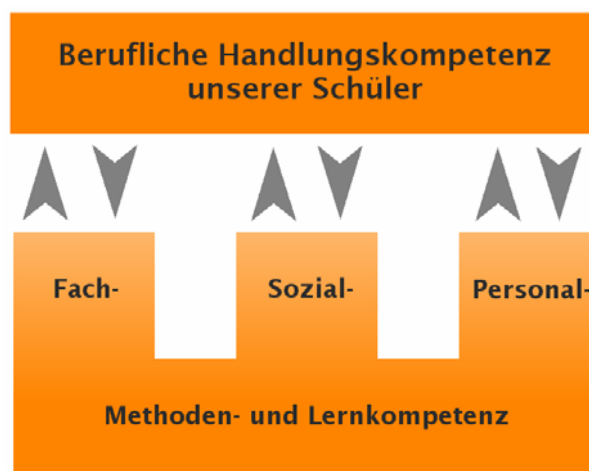 Berufliche Handlungskompetenz
unserer Schüler
Fach-
Sozial-
Personal-
Methoden- und Lernkompetenz